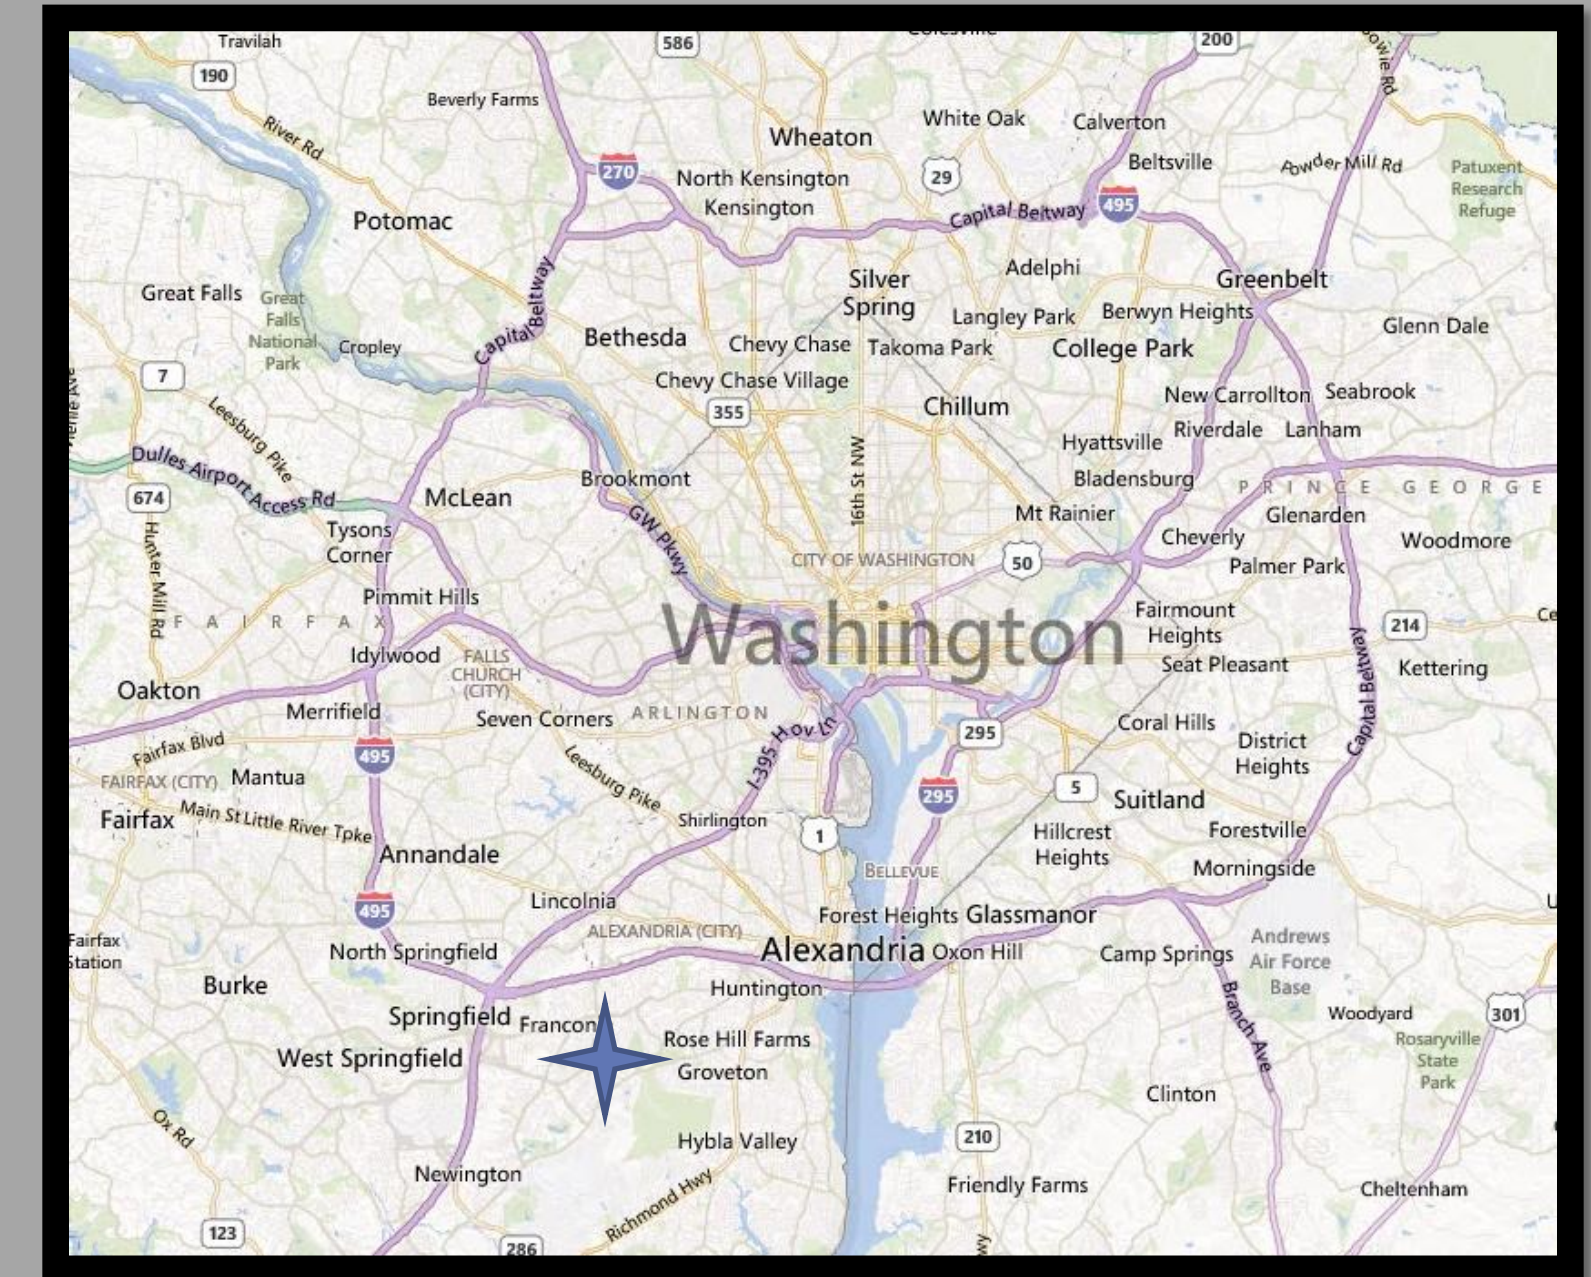 Travilah
586
200
190
Bowie Rd
Beverly Farms
River Rd
Wheaton
White Oak
Calverton
Beltsville
Powder Mill Rd
Patuxent
Research
Refuge
270
North Kensington
29
Kensington
Capital Beltway
495
Potomac
Great Falls
Great
Falls
National
Park
Capital Beltway
Silver
Spring
Adelphi
Greenbelt
Cropley
Bethesda
Chevy Chase
Langley Park
Berwyn Heights
Glenn Dale
Takoma Park
College Park
7
Chevy Chase Village
355
Chillum
New Carrollton
Seabrook
Leesburg Pike
Hyattsville
Riverdale
Lanham
Dulles Airport Access Rd
16th St NW
Brookmont
Bladensburg
PRINCE GEORGE
674
McLean
Mt Rainier
Glenarden
Tysons
Corner
GW Pkwy
Cheverly
Woodmore
Hunter Mill Rd
CITY OF WASHINGTON
50
Palmer Park
Pimmit Hills
FAIRFAX
Washington
Fairmount
Heights
214
Ce
Idylwood
FALLS
CHURCH
(CITY)
Seat Pleasant
Capital Beltway
Kettering
Oakton
Merrifield
Seven Corners
ARLINGTON
Coral Hills
Fairfax Blvd
495
I-395 Hov Ln
295
District
Heights
FAIRFAX (CITY)
Mantua
Leesburg Pike
295
5
Suitland
Fairfax
Main St
Little River Tpke
Shirlington
1
Hillcrest
Heights
Forestville
Annandale
BELLEVUE
Morningside
495
Lincolnia
Forest Heights
Glassmanor
Fairfax
Station
North Springfield
ALEXANDRIA (CITY)
Alexandria
Oxon Hill
Camp Springs
Andrews
Air Force
Base
Burke
Huntington
Springfield
Francon
Branch Ave
Woodyard
301
Rose Hill Farms
West Springfield
Groveton
Rosaryville
State
Park
Clinton
Ox Rd
Hybla Valley
210
Newington
Richmond Hwy
Friendly Farms
Cheltenham
123
286
wy